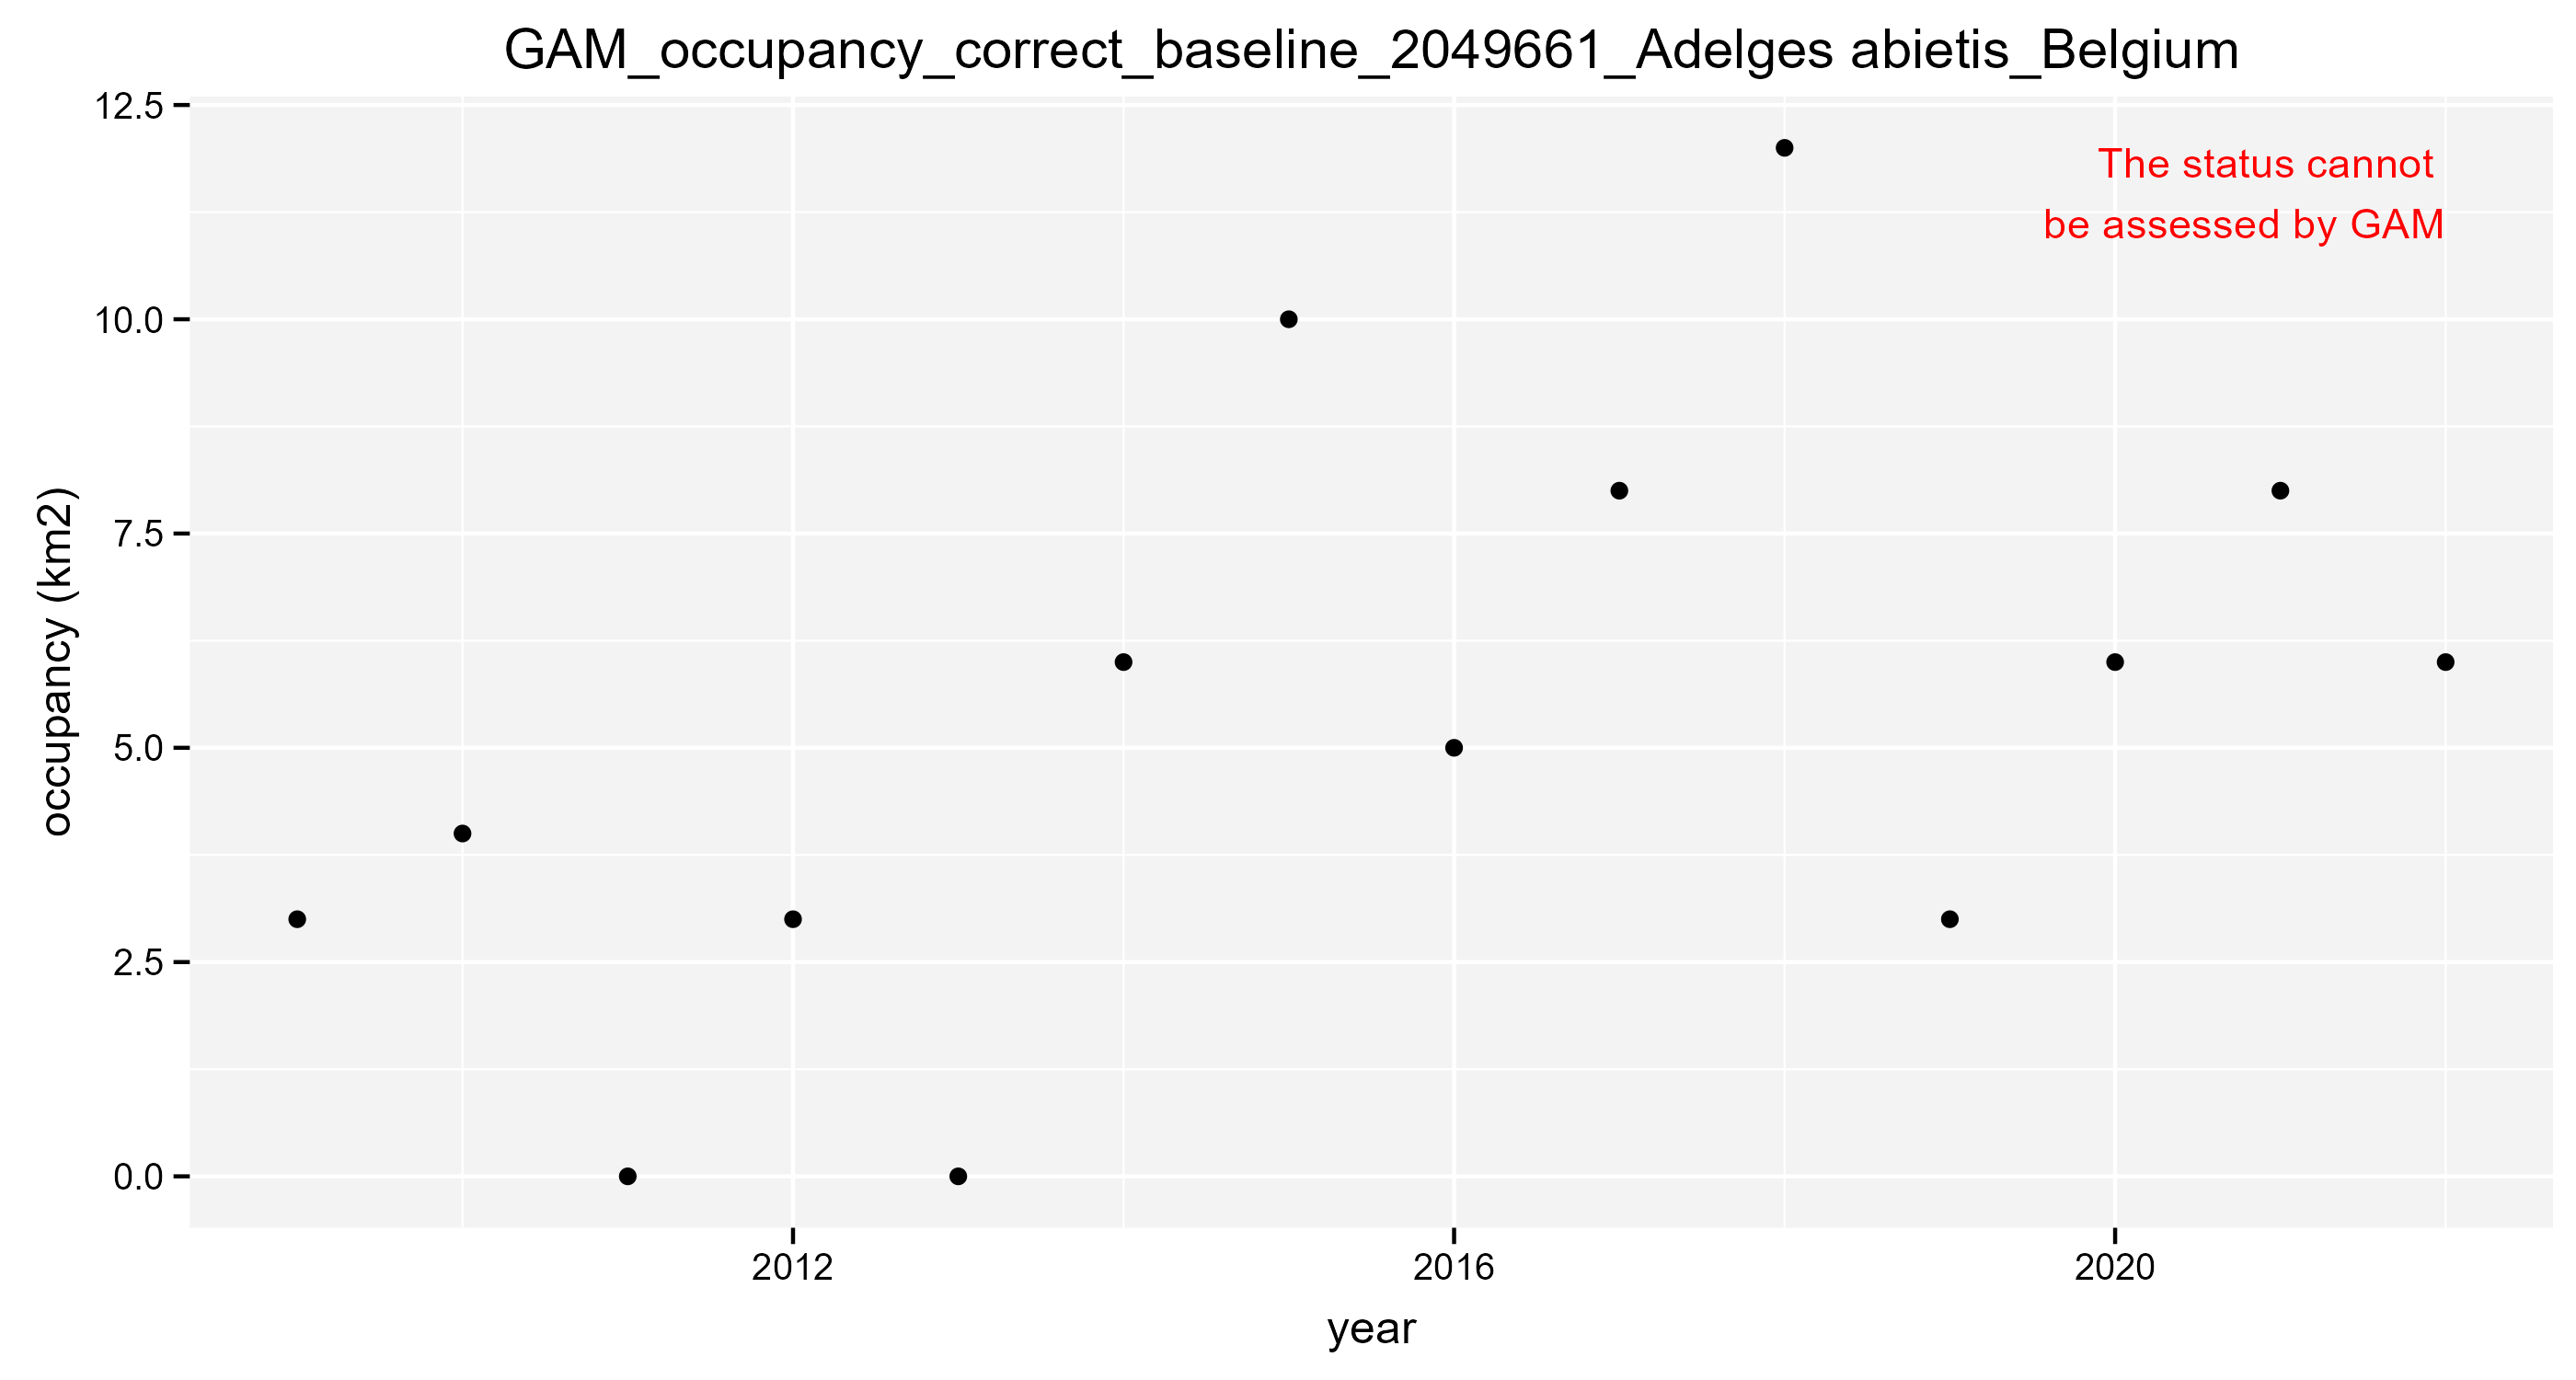 GAM_occupancy_correct_baseline_2049661_Adelges abietis_Belgium
12.5
10.0
7.5
5.0
2.5
0.0
occupancy (km2)
The status cannot
be assessed by GAM
2012
2016
2020
year